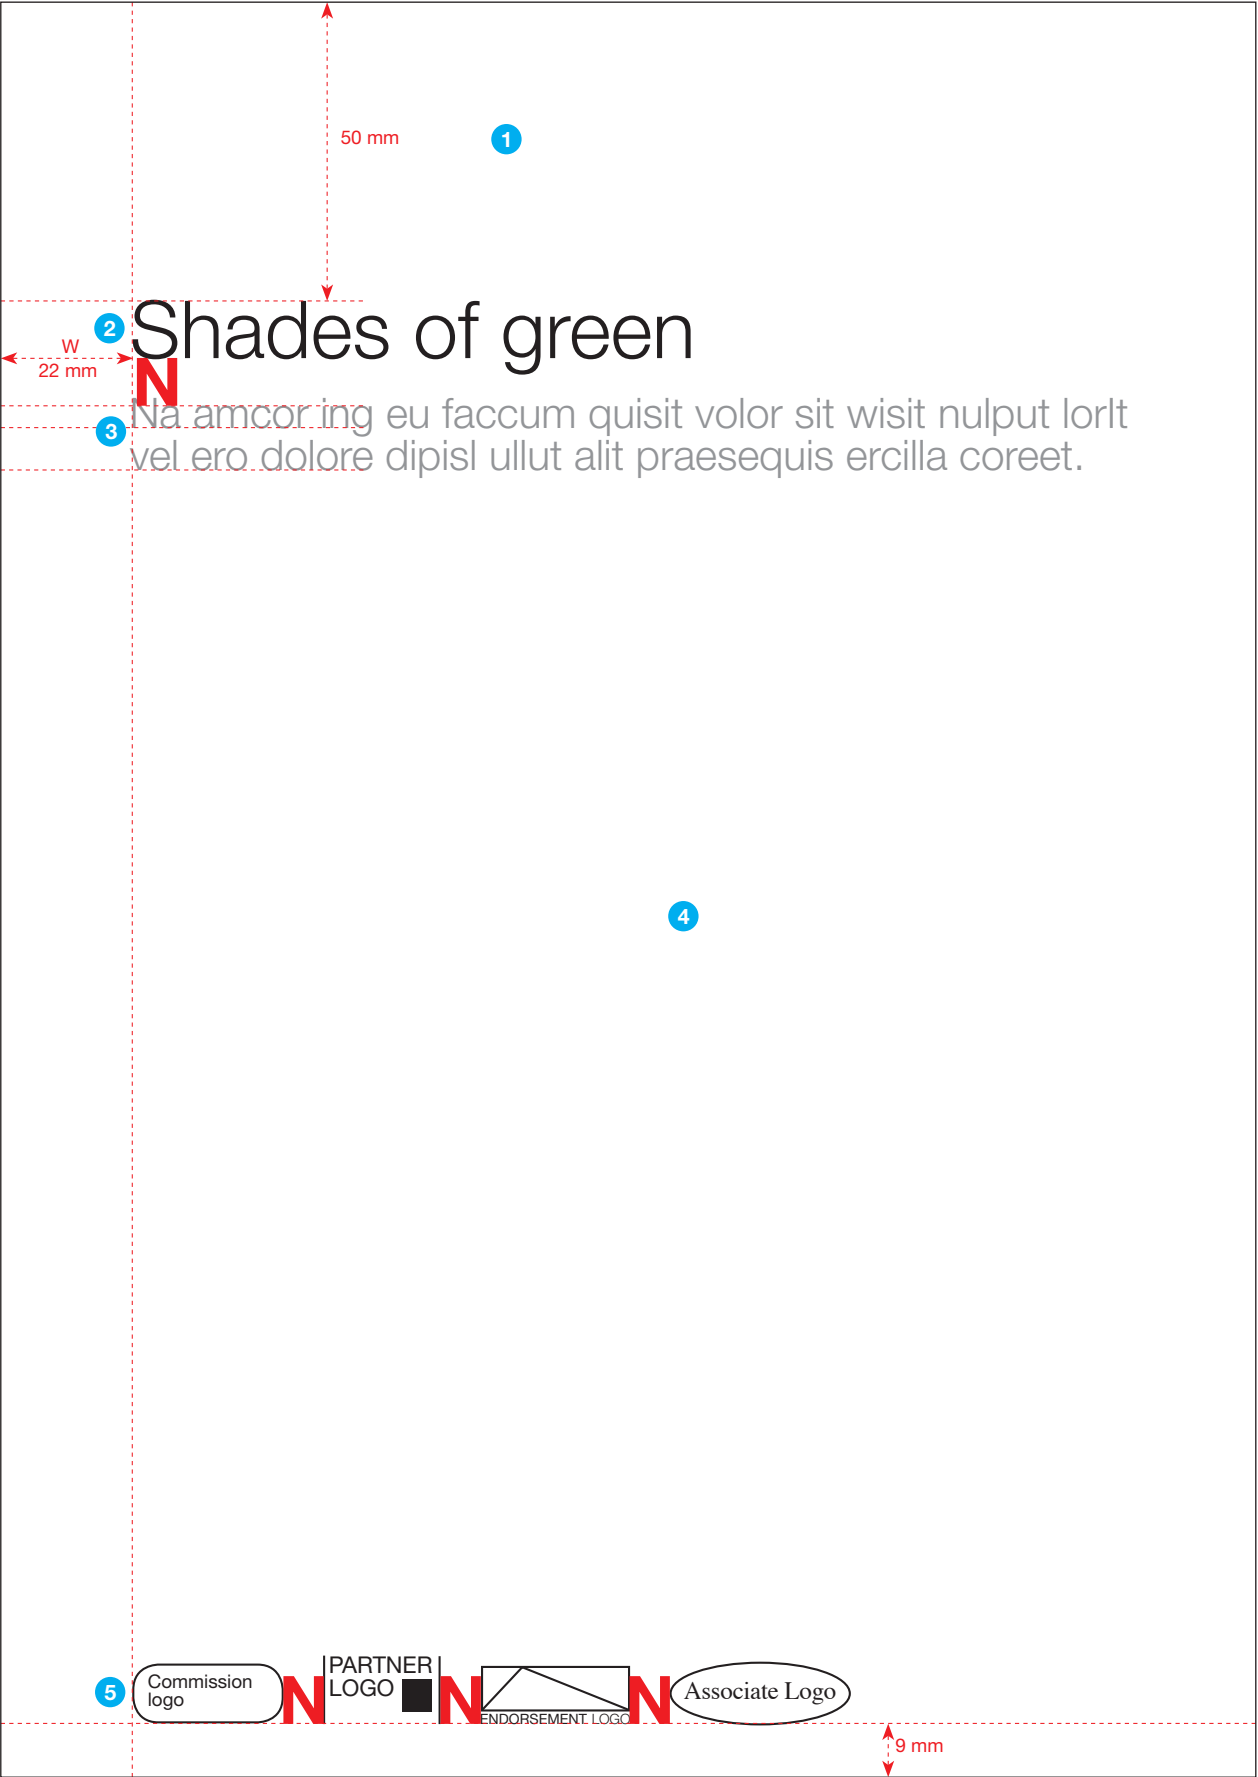 50 mm
1
2
Shades of green
W
22 mm
N
3
Na amcor ing eu faccum quisit volor sit wisit nulput lorIt
vel ero dolore dipisl ullut alit praesequis ercilla coreet.
4
5
Commission
logo
N
PARTNER
LOGO
N
ENDORSEMENT LOGO
N
Associate Logo
9 mm